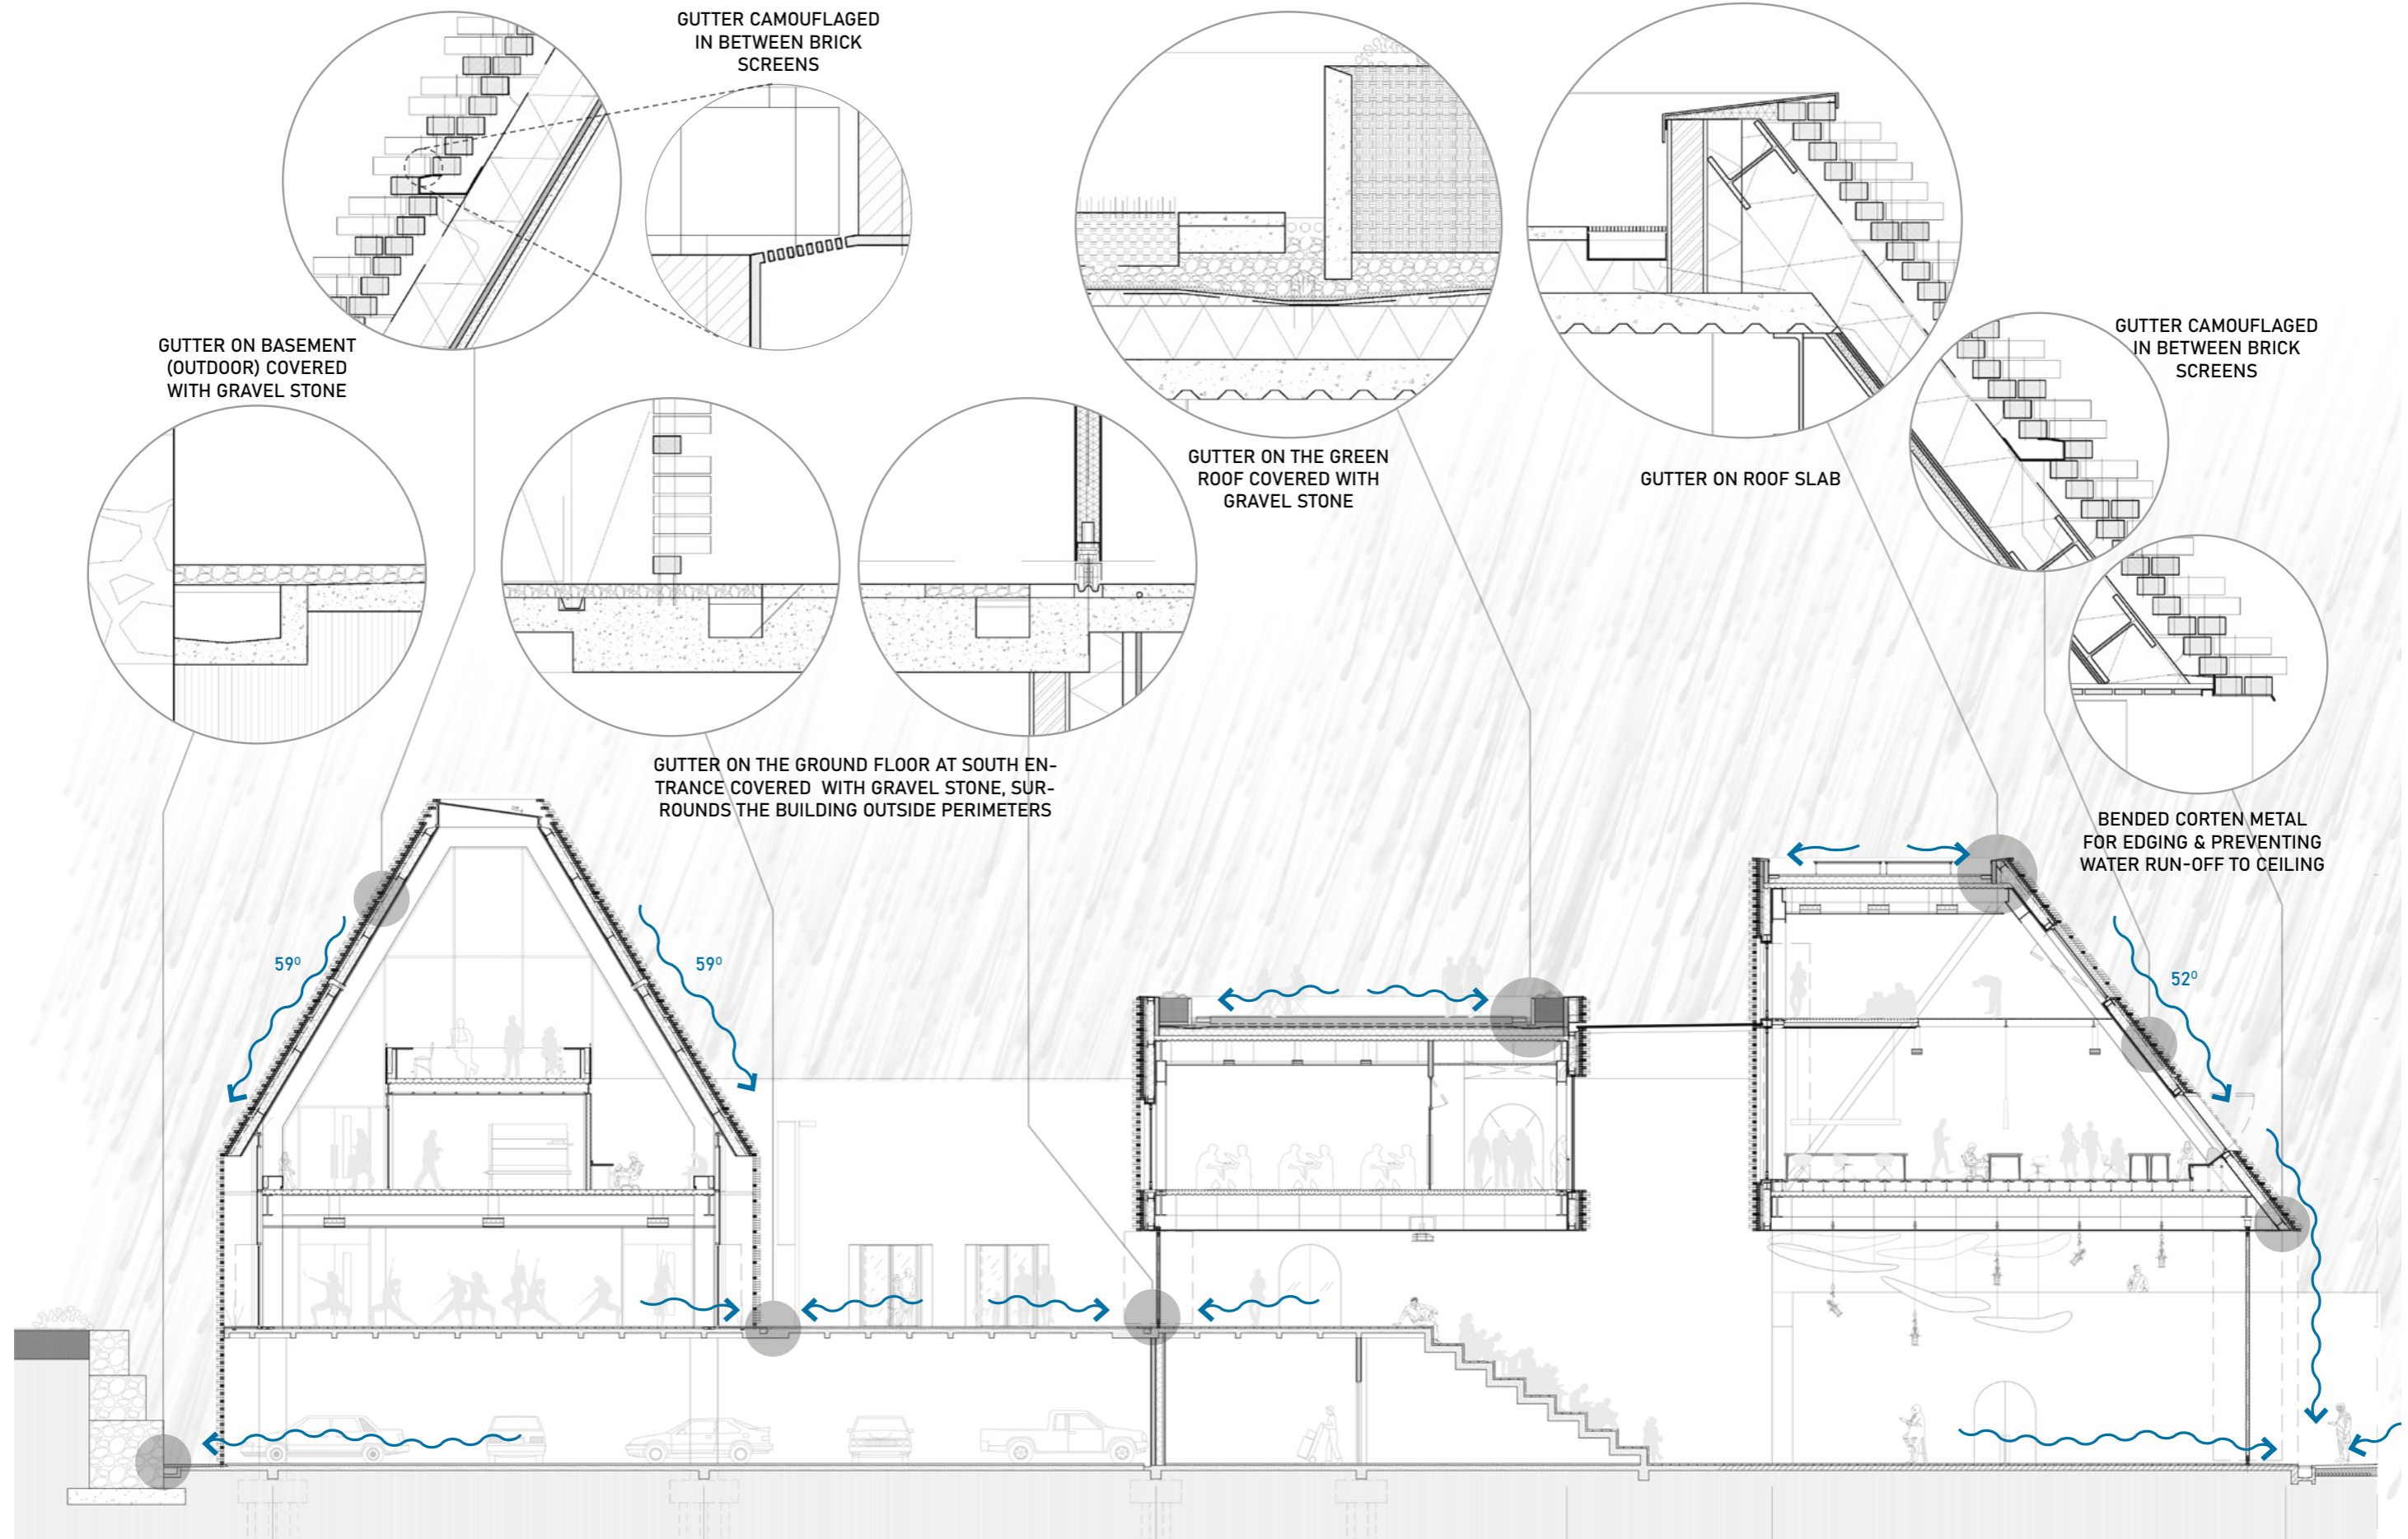 GUTTER CAMOUFLAGED
IN BETWEEN BRICK
SCREENS
GUTTER ON BASEMENT
(OUTDOOR) COVERED
WITH GRAVEL STONE
GUTTER ON THE GROUND FLOOR AT SOUTH EN-
TRANCE COVERED WITH GRAVEL STONE, SUR-
ROUNDS THE BUILDING OUTSIDE PERIMETERS
GUTTER ON THE GREEN
ROOF COVERED WITH
GRAVEL STONE
GUTTER ON ROOF SLAB
GUTTER CAMOUFLAGED
IN BETWEEN BRICK
SCREENS
BENDED CORTEN METAL
FOR EDGING & PREVENTING
WATER RUN-OFF TO CEILING
59⁰
59⁰
52⁰